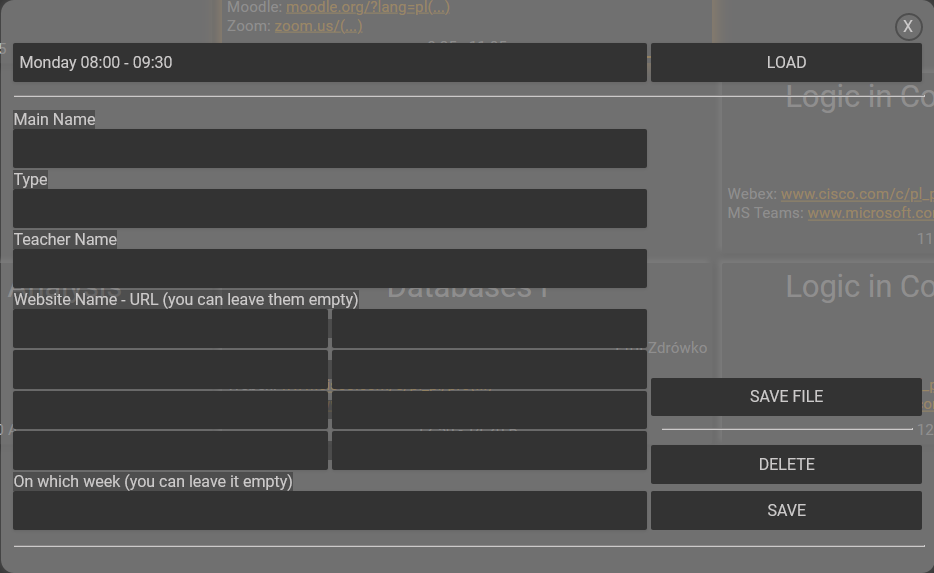 Moodle: moodle.org/?lang=pl(...)
Zoom: zoom.us/(...)
X
Monday 08:00 - 09:30
LOAD
Logic in Co
Main Name
Type
Webex: www.cisco.com/c/pl_p
MS Teams: www.microsoft.co
Teacher Name
11
Analysis
Databases I
Logic in Co
Website Name - URL (you can leave them empty)
Zdrówko
SAVE FILE
12
DELETE
On which week (you can leave it empty)
SAVE